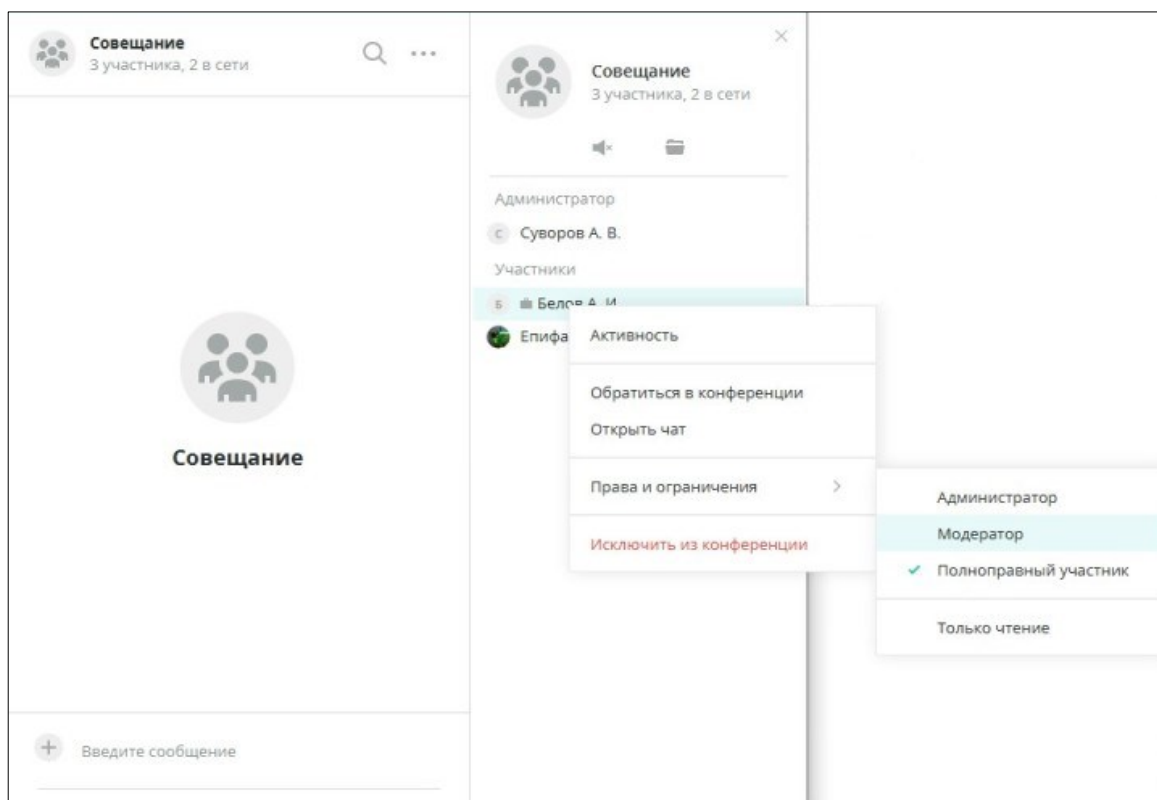 Совещание
3 участника, 2 в сети
Совещание
Введите сообщение
Совещание
3 участника, 2 в сети
Администратор
С Суворов А. В.
Участники
Б Белов А. И
Епифа
Активность
Обратиться в конференции
Открыть чат
Права и ограничения
Исключить из конференции
Администратор
Модератор
Полноправный участник
Только чтение